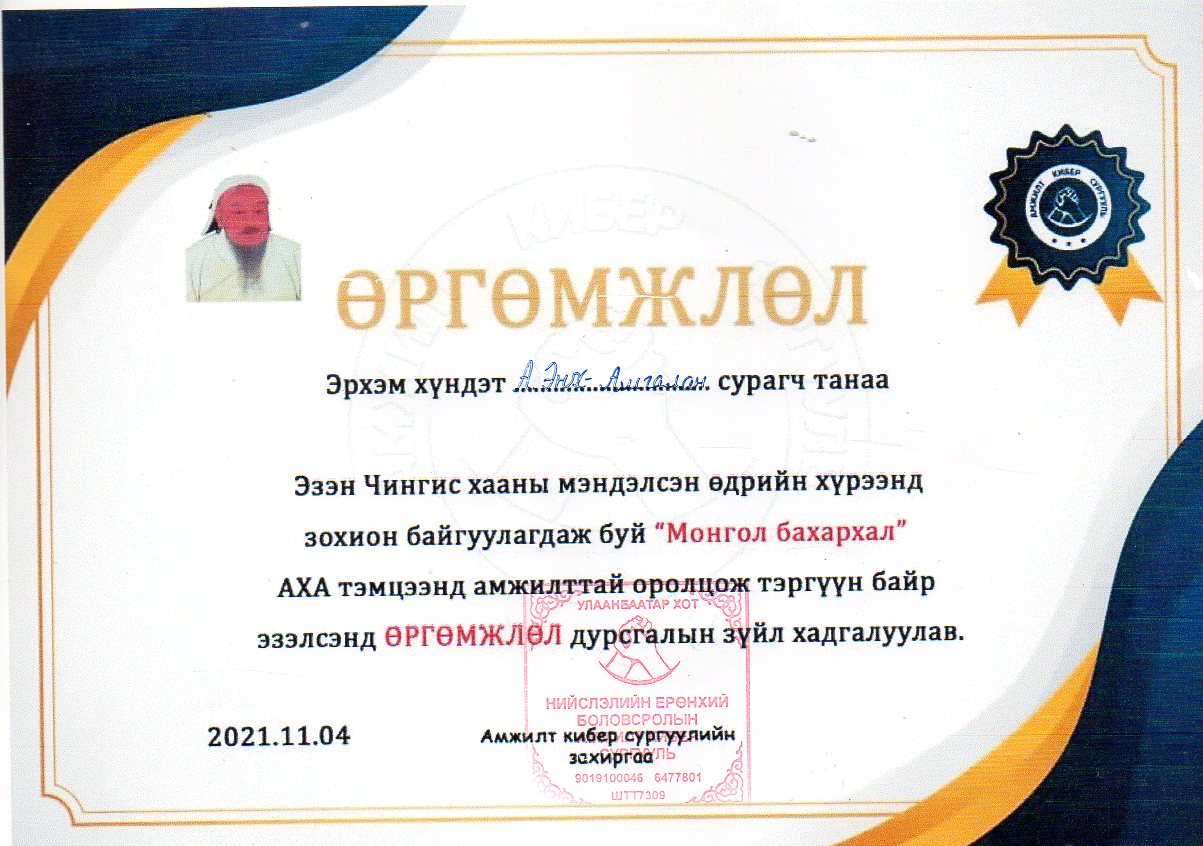 АМЖИЛТ КИБЕР СУРГУУЛЬ
КИБЕР
ӨРГӨМЖЛӨЛ
Эрхэм хүндэт А.Энх-Амгалан сурагч танаа
Эзэн Чингис хааны мэндэлсэн өдрийн хүрээнд
зохион байгуулагдаж буй “Монгол бахархал”
АХА тэмцээнд амжилттай оролцож тэргүүн байр
эзэлсэнд ӨРГӨМЖЛӨЛ дурсгалын зүйл хадгалуулав.
2021.11.04
Амжилт кибер сургуулийн
захиргаа
УЛААНБААТАР ХОТ
НИЙСЛЭЛИЙН ЕРӨНХИЙ
БОЛОВСРОЛЫН
СУРГУУЛЬ
9019100046 6477801
ШТТ7309